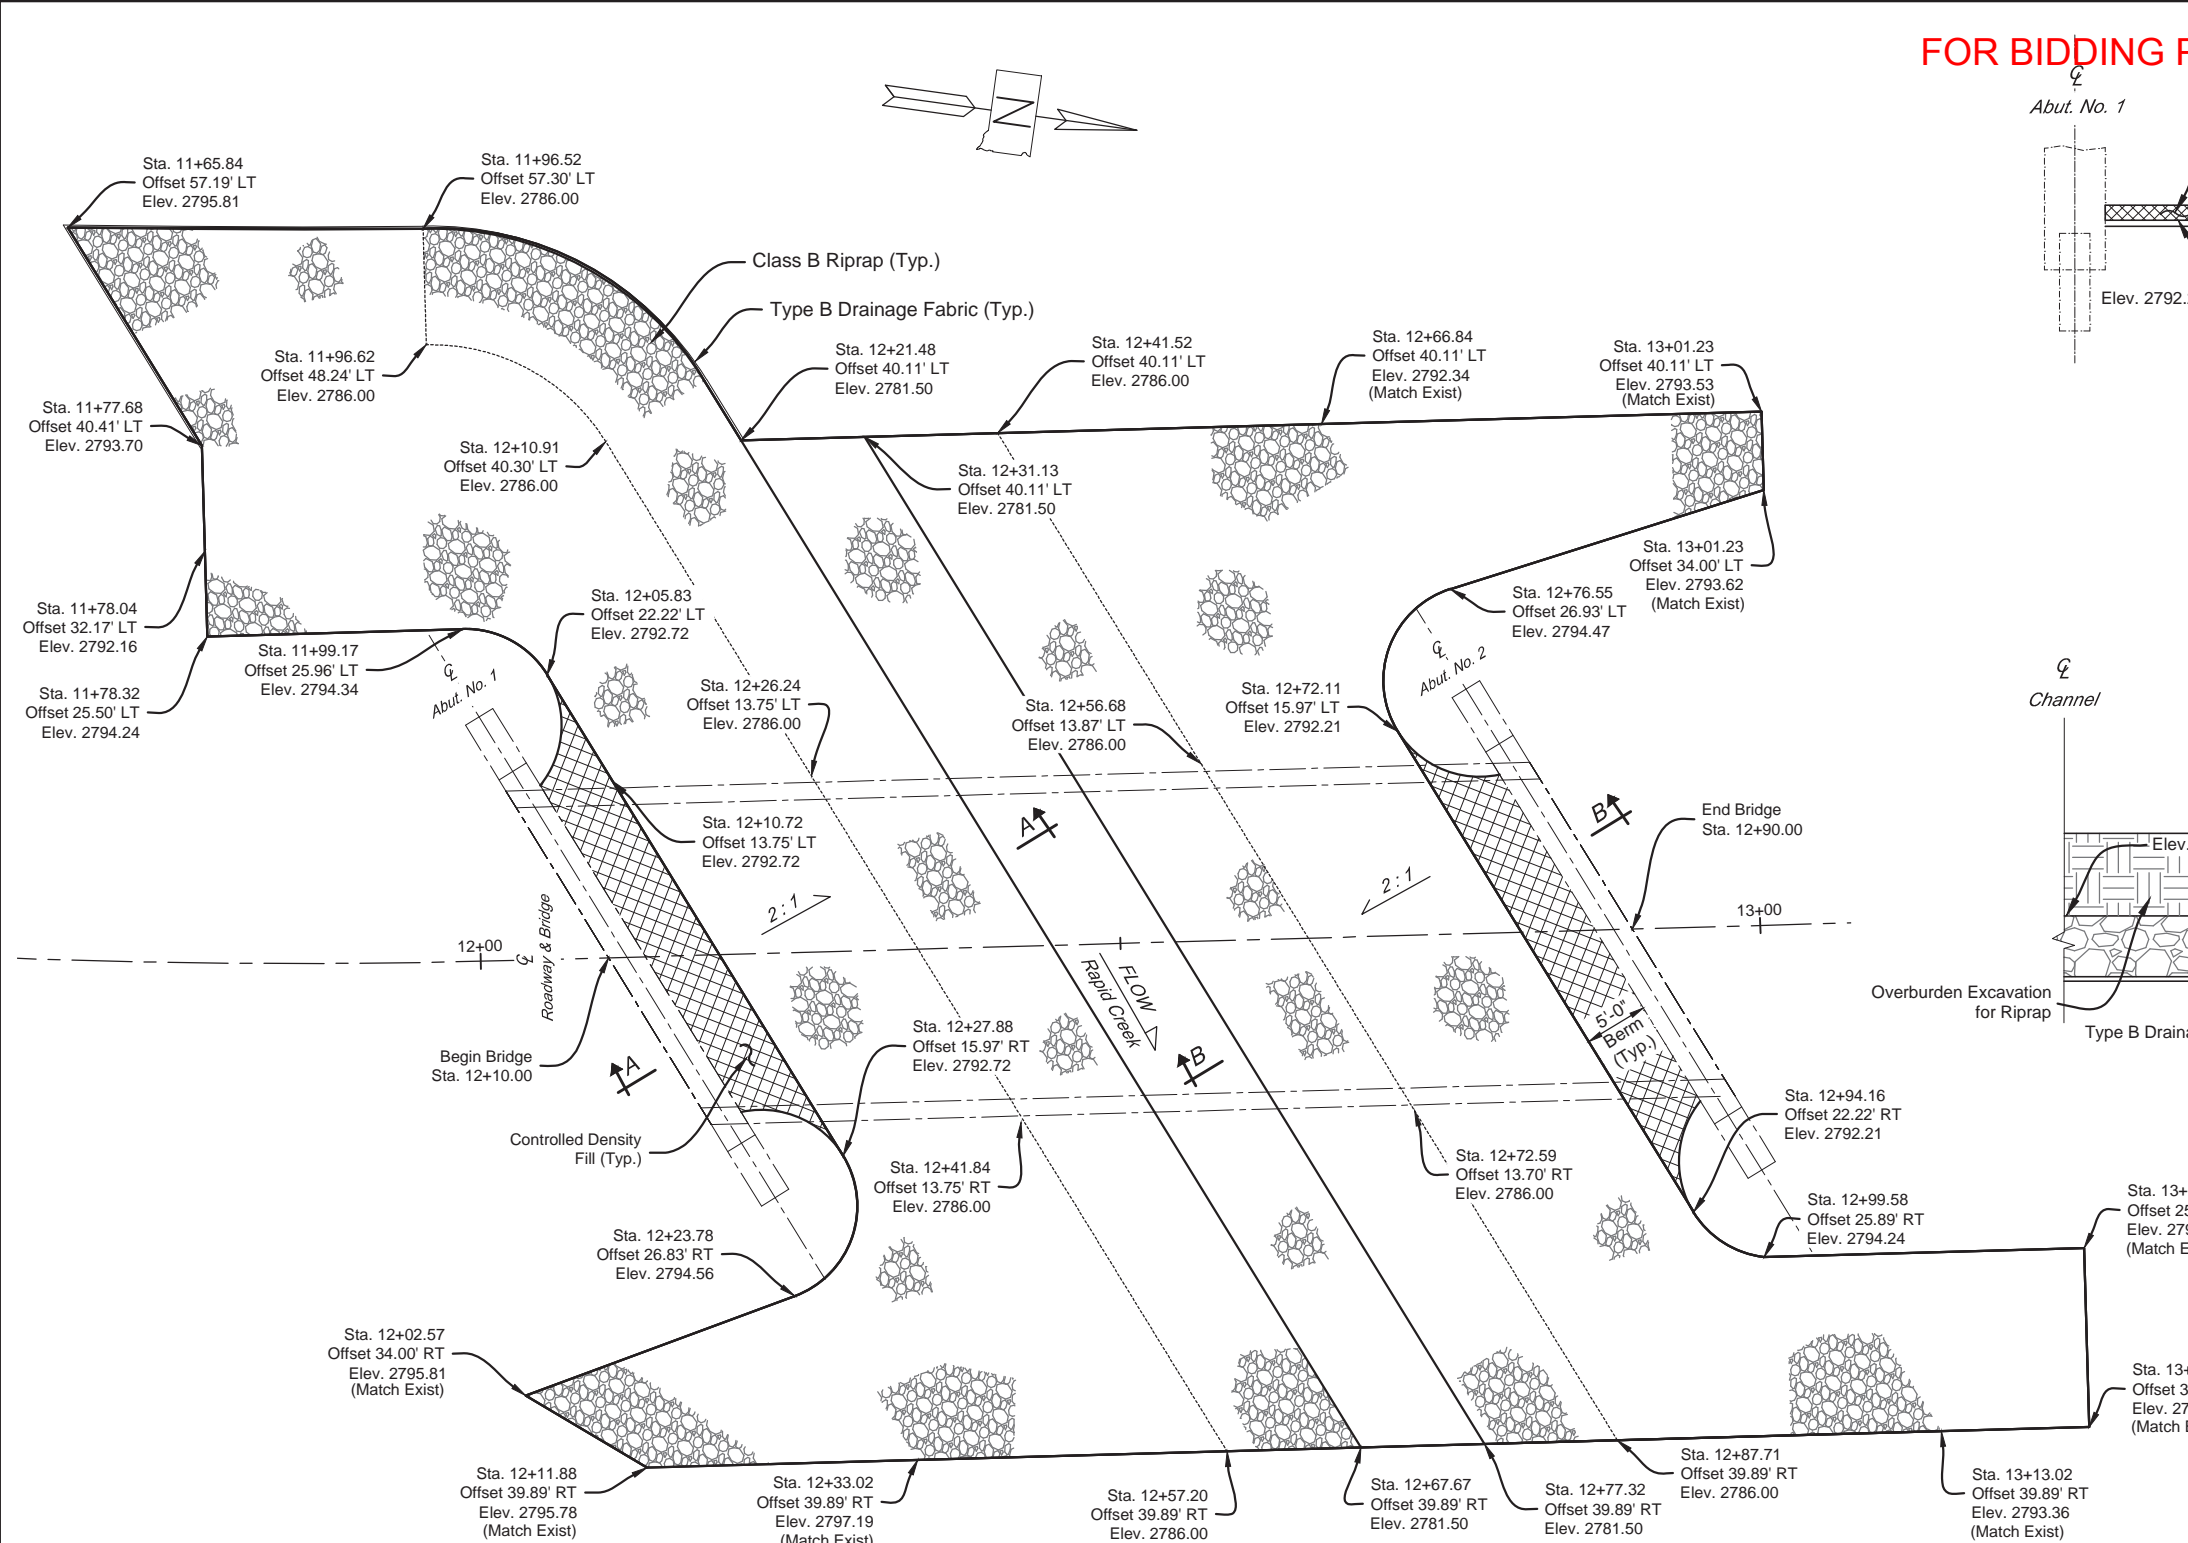 FOR BIDDING P
N
℄
Abut. No. 1
Elev. 2792.
Sta. 11+65.84
Offset 57.19' LT
Elev. 2795.81
Sta. 11+96.52
Offset 57.30' LT
Elev. 2786.00
Class B Riprap (Typ.)
Type B Drainage Fabric (Typ.)
Sta. 11+96.62
Offset 48.24' LT
Elev. 2786.00
Sta. 12+21.48
Offset 40.11' LT
Elev. 2781.50
Sta. 12+41.52
Offset 40.11' LT
Elev. 2786.00
Sta. 12+66.84
Offset 40.11' LT
Elev. 2792.34
(Match Exist)
Sta. 13+01.23
Offset 40.11' LT
Elev. 2793.53
(Match Exist)
Sta. 11+77.68
Offset 40.41' LT
Elev. 2793.70
Sta. 12+10.91
Offset 40.30' LT
Elev. 2786.00
Sta. 12+31.13
Offset 40.11' LT
Elev. 2781.50
Sta. 13+01.23
Offset 34.00' LT
Elev. 2793.62
(Match Exist)
Sta. 11+78.04
Offset 32.17' LT
Elev. 2792.16
Sta. 12+05.83
Offset 22.22' LT
Elev. 2792.72
Sta. 12+76.55
Offset 26.93' LT
Elev. 2794.47
Sta. 11+99.17
Offset 25.96' LT
Elev. 2794.34
℄
Abut. No. 1
℄
Abut. No. 2
Sta. 11+78.32
Offset 25.50' LT
Elev. 2794.24
Sta. 12+26.24
Offset 13.75' LT
Elev. 2786.00
Sta. 12+56.68
Offset 13.87' LT
Elev. 2786.00
Sta. 12+72.11
Offset 15.97' LT
Elev. 2792.21
℄
Channel
Sta. 12+10.72
Offset 13.75' LT
Elev. 2792.72
A
B
End Bridge
Sta. 12+90.00
Elev.
2:1
2:1
12+00
℄
Roadway & Bridge
13+00
FLOW
Rapid Creek
Overburden Excavation
for Riprap
Type B Draina
5'-0"
Berm
(Typ.)
Begin Bridge
Sta. 12+10.00
A
B
Sta. 12+27.88
Offset 15.97' RT
Elev. 2792.72
Controlled Density
Fill (Typ.)
Sta. 12+41.84
Offset 13.75' RT
Elev. 2786.00
Sta. 12+72.59
Offset 13.70' RT
Elev. 2786.00
Sta. 12+94.16
Offset 22.22' RT
Elev. 2792.21
Sta. 12+23.78
Offset 26.83' RT
Elev. 2794.56
Sta. 12+99.58
Offset 25.89' RT
Elev. 2794.24
Sta. 13+
Offset 25
Elev. 279
(Match E
Sta. 12+02.57
Offset 34.00' RT
Elev. 2795.81
(Match Exist)
Sta. 13+
Offset 3
Elev. 27
(Match E
Sta. 12+11.88
Offset 39.89' RT
Elev. 2795.78
(Match Exist)
Sta. 12+33.02
Offset 39.89' RT
Elev. 2797.19
(Match Exist)
Sta. 12+57.20
Offset 39.89' RT
Elev. 2786.00
Sta. 12+67.67
Offset 39.89' RT
Elev. 2781.50
Sta. 12+77.32
Offset 39.89' RT
Elev. 2781.50
Sta. 12+87.71
Offset 39.89' RT
Elev. 2786.00
Sta. 13+13.02
Offset 39.89' RT
Elev. 2793.36
(Match Exist)